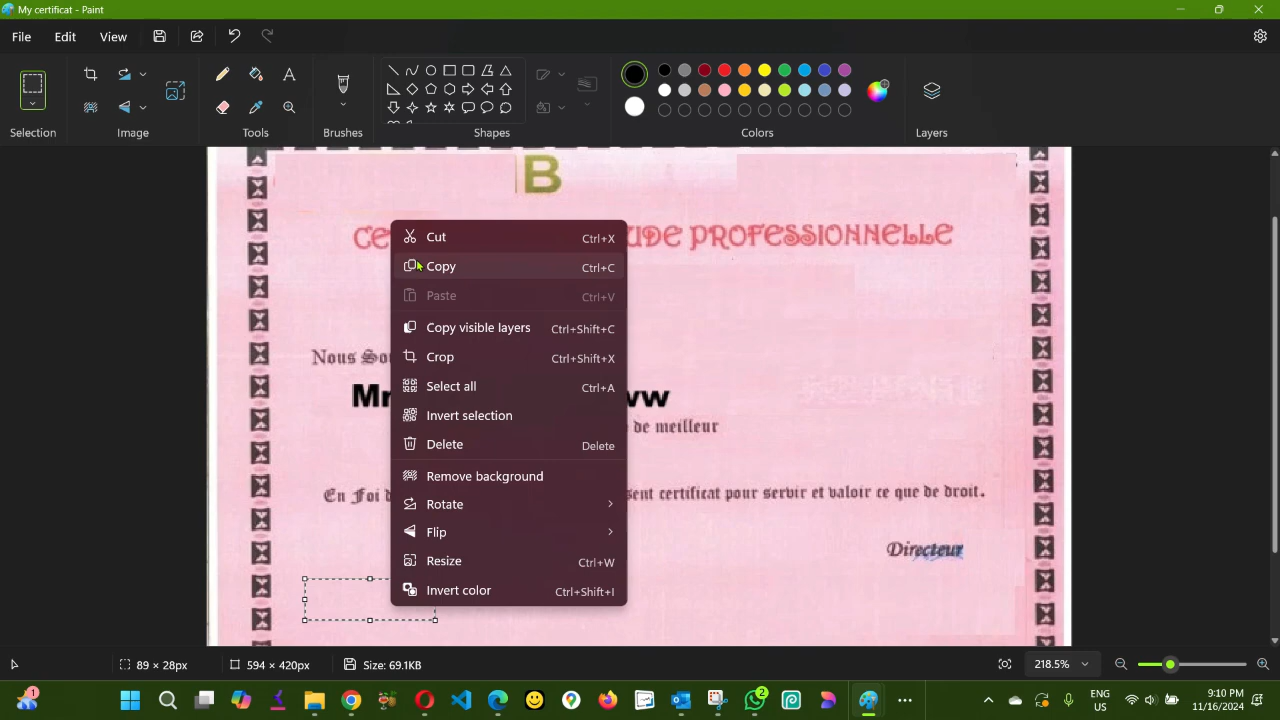 My certificat - Paint
File Edit View
Selection Image Tools Brushes Shapes Colors Layers
B
UDE PROFESSIONNELLE
Cut Ctrl+X
Copy Ctrl+C
Paste Ctrl+V
Copy visible layers Ctrl+Shift+C
Crop Ctrl+Shift+X
Select all Ctrl+A
Invert selection
Delete Delete
Remove background
Rotate
Flip
Resize Ctrl+W
Invert color Ctrl+Shift+I
Nous
de meilleur
En Foi
sent certificat pour servir et valoir ce que de droit.
Directeur
89 × 28px 594 × 420px Size: 69.1KB 218.5%
1 2 ENG 9:10 PM
US 11/16/2024